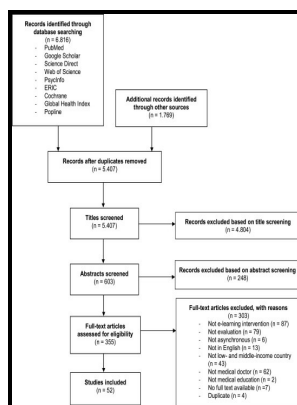 Records identified through
database searching
(n = 6.816)
- PubMed
- Google Scholar
- Science Direct
- Web of Science
- PsycInfo
- ERIC
- Cochrane
- Global Health Index
- Popline
Additional records identified
through other sources
(n = 1.769)
Records after duplicates removed
(n = 5.407)
Titles screened
(n = 5.407)
Records excluded based on title screening
(n = 4.804)
Abstracts screened
(n = 603)
Records excluded based on abstract screening
(n = 248)
Full-text articles
assessed for eligibility
(n = 355)
Full-text articles excluded, with reasons
(n = 303)
- Not e-learning intervention (n = 87)
- Not evaluation (n = 79)
- Not asynchronous (n = 6)
- Not in English (n = 13)
- Not low- and middle-income country
(n = 43)
- Not medical doctor (n = 62)
- Not medical education (n = 2)
- No full text available (n =7)
- Duplicate (n = 4)
Studies included
(n = 52)